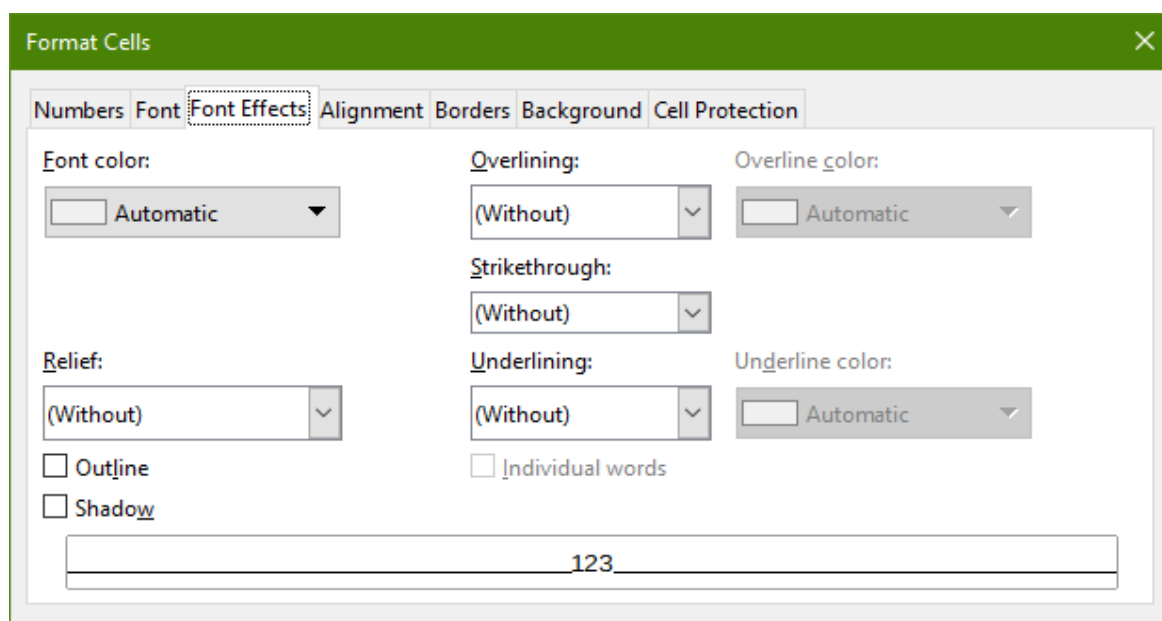 Format Cells
Numbers Font Font Effects Alignment Borders Background Cell Protection
Font color: Overlining: Overline color:
Automatic (Without) Automatic
Strikethrough:
(Without)
Relief: Underlining: Underline color:
(Without) (Without) Automatic
Outline Individual words
Shadow
123